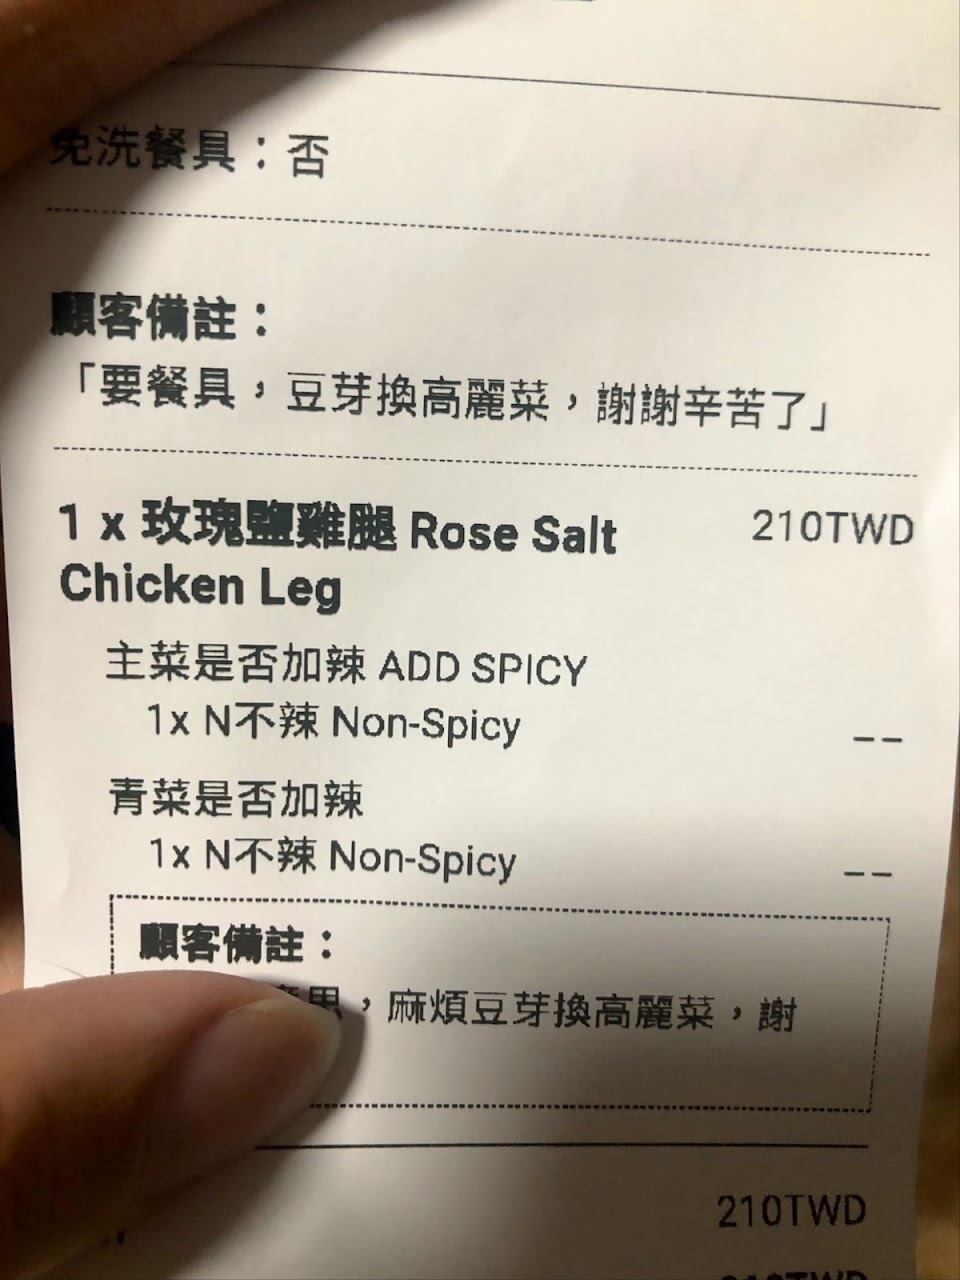 免洗餐具：否
顧客備註：
「要餐具，豆芽換高麗菜，謝謝辛苦了」
1 x 玫瑰鹽雞腿 Rose Salt 210TWD
Chicken Leg
主菜是否加辣 ADD SPICY
1x N不辣 Non-Spicy --
青菜是否加辣
1x N不辣 Non-Spicy --
顧客備註：
意思，麻煩豆芽換高麗菜，謝
210TWD